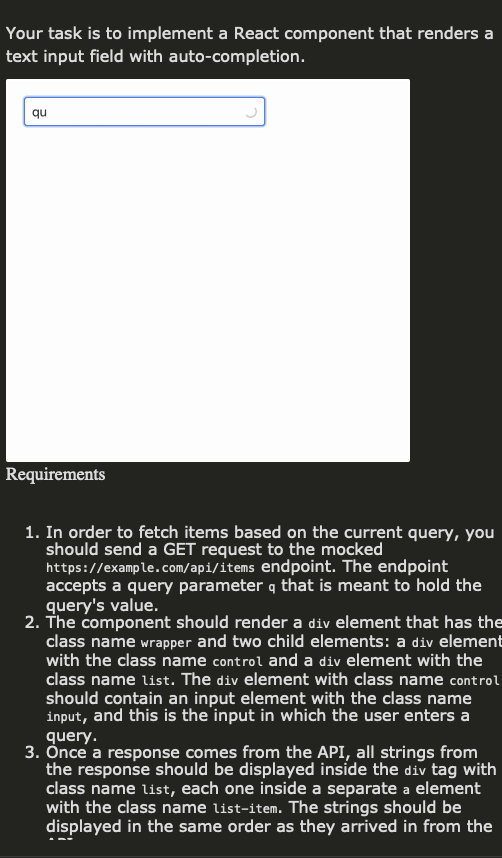 Your task is to implement a React component that renders a
text input field with auto-completion.
qu
Requirements
1. In order to fetch items based on the current query, you
should send a GET request to the mocked
https://example.com/api/items endpoint. The endpoint
accepts a query parameter q that is meant to hold the
query's value.
2. The component should render a div element that has the
class name wrapper and two child elements: a div element
with the class name control and a div element with the
class name list. The div element with class name control
should contain an input element with the class name
input, and this is the input in which the user enters a
query.
3. Once a response comes from the API, all strings from
the response should be displayed inside the div tag with
class name list, each one inside a separate a element
with the class name list-item. The strings should be
displayed in the same order as they arrived in from the